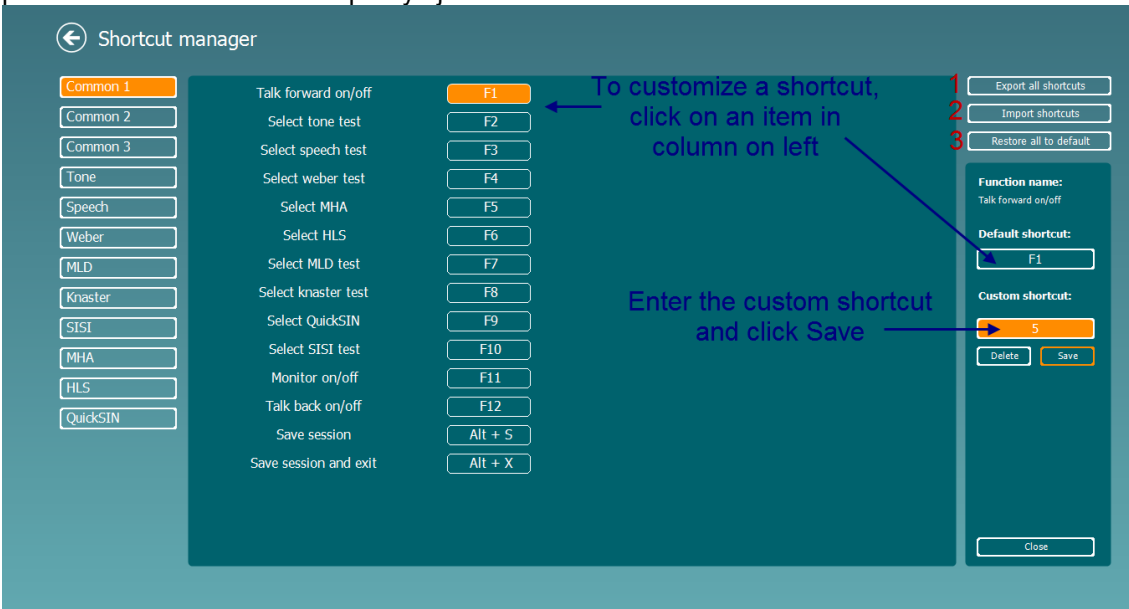 Shortcut manager
Common 1
Common 2
Common 3
Tone
Speech
Weber
MLD
Knaster
SISI
MHA
HLS
QuickSIN
Talk forward on/off F1
Select tone test F2
Select speech test F3
Select weber test F4
Select MHA F5
Select HLS F6
Select MLD test F7
Select knaster test F8
Select QuickSIN F9
Select SISI test F10
Monitor on/off F11
Talk back on/off F12
Save session Alt + S
Save session and exit Alt + X
To customize a shortcut,
click on an item in
column on left
Enter the custom shortcut
and click Save
1 Export all shortcuts
2 Import shortcuts
3 Restore all to default
Function name:
Talk forward on/off
Default shortcut:
F1
Custom shortcut:
5
Delete Save
Close